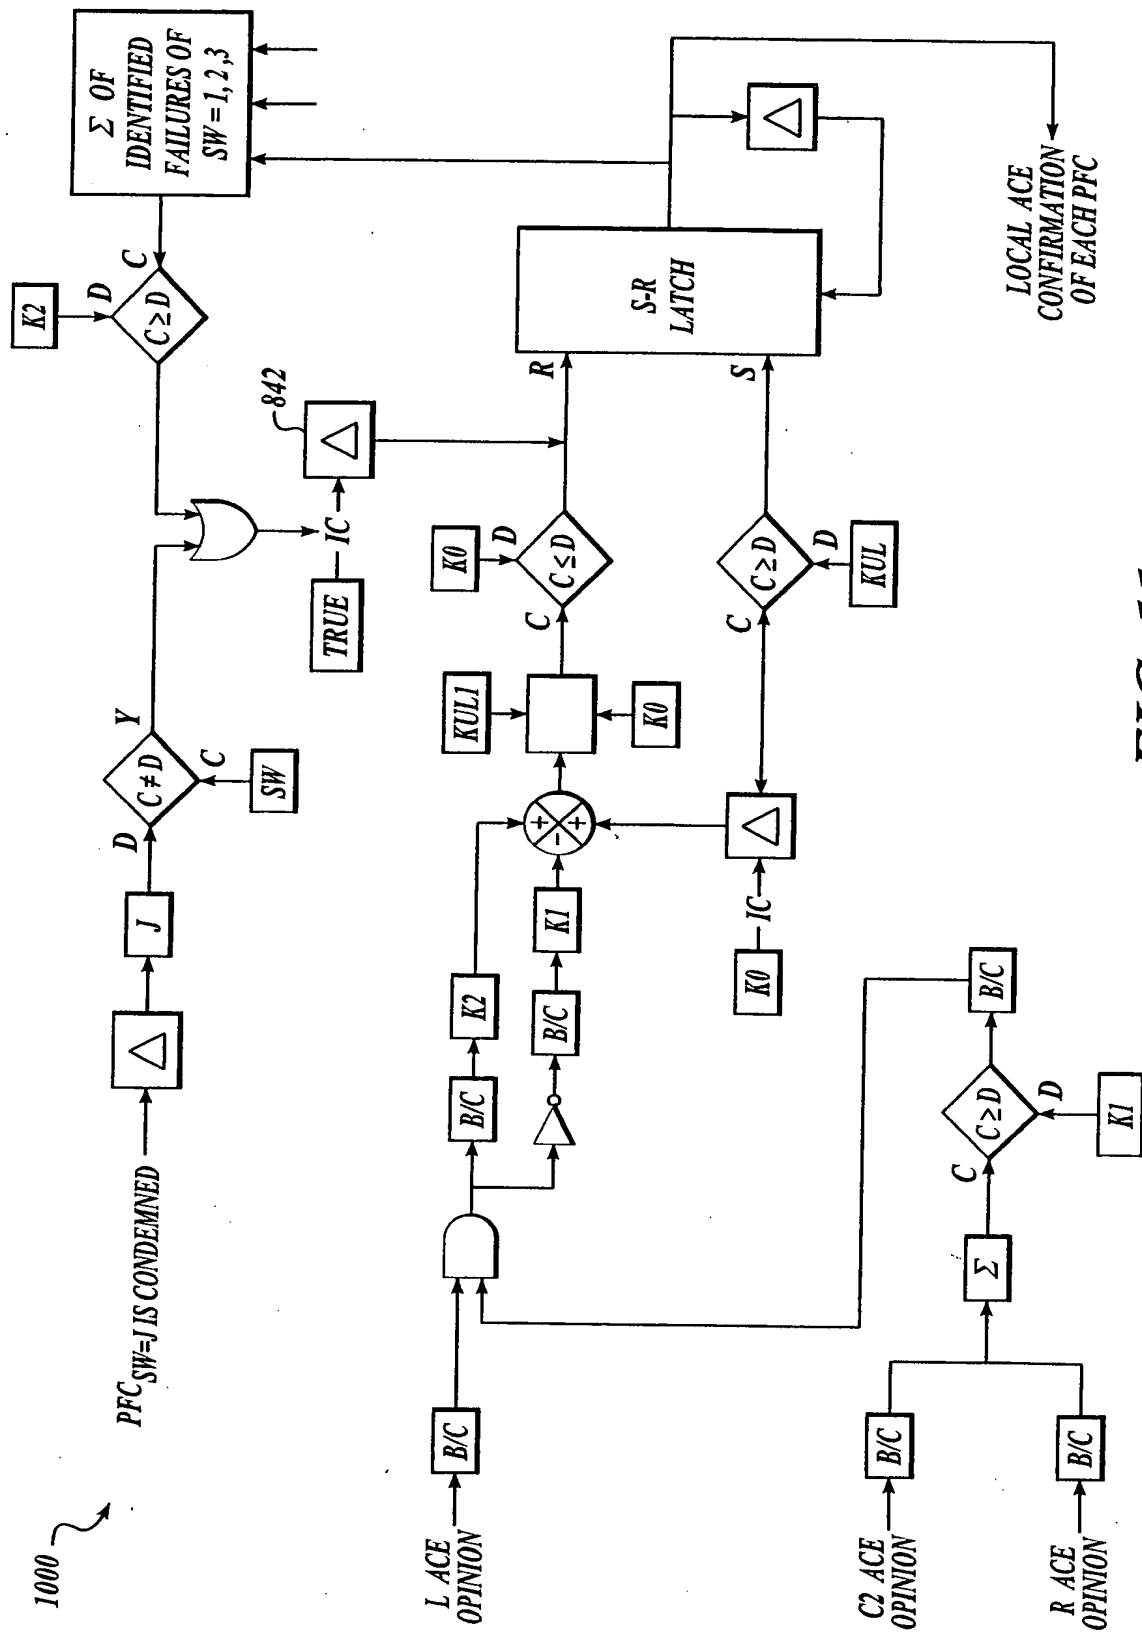 1000
PFC SW=J IS CONDEMNED
△
J
D
C ≠ D
Y
C
SW
K2
D
C ≥ D
C
Σ OF
IDENTIFIED
FAILURES OF
SW = 1, 2, 3
TRUE
IC
△
842
L ACE
OPINION
B/C
B/C
K2
B/C
K1
+
-
+
KUL1
K0
K0
D
C
C ≤ D
R
S-R
LATCH
△
K0
IC
△
C
C ≥ D
D
KUL
S
C2 ACE
OPINION
B/C
R ACE
OPINION
B/C
Σ
C
C ≥ D
D
K1
B/C
LOCAL ACE
CONFIRMATION
OF EACH PFC